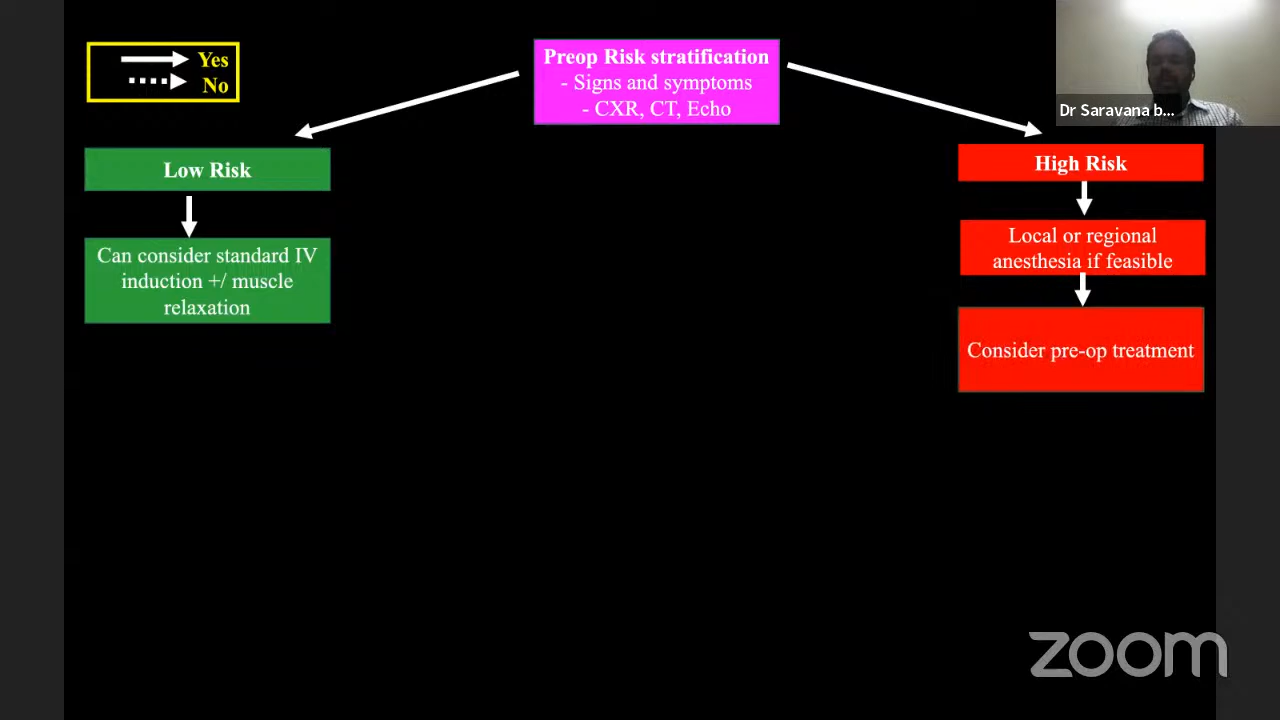 Yes
No
Preop Risk stratification
- Signs and symptoms
- CXR, CT, Echo
Dr Saravana b...
Low Risk
High Risk
Can consider standard IV
induction +/ muscle
relaxation
Local or regional
anesthesia if feasible
Consider pre-op treatment
zoom